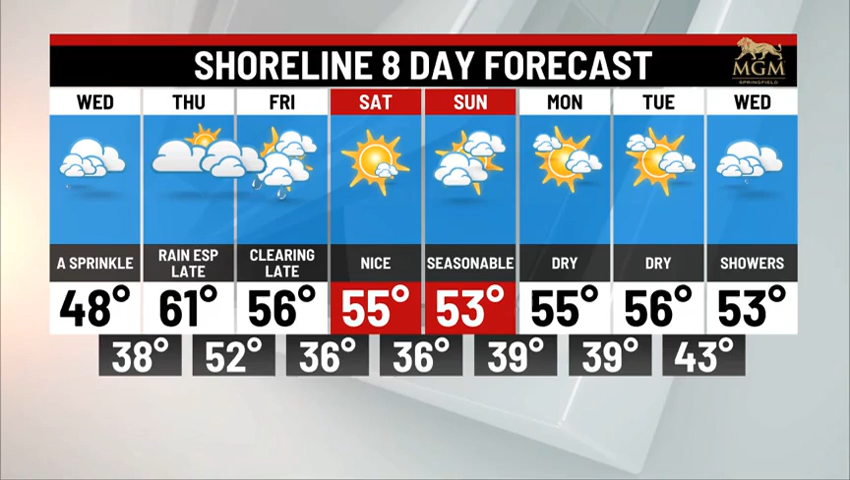 SHORELINE 8 DAY FORECAST
MGM
SPRINGFIELD
WED THU FRI SAT SUN MON TUE WED
A SPRINKLE
RAIN ESP
LATE
CLEARING
LATE
NICE
SEASONABLE
DRY
DRY
SHOWERS
48° 61° 56° 55° 53° 55° 56° 53°
38° 52° 36° 36° 39° 39° 43°